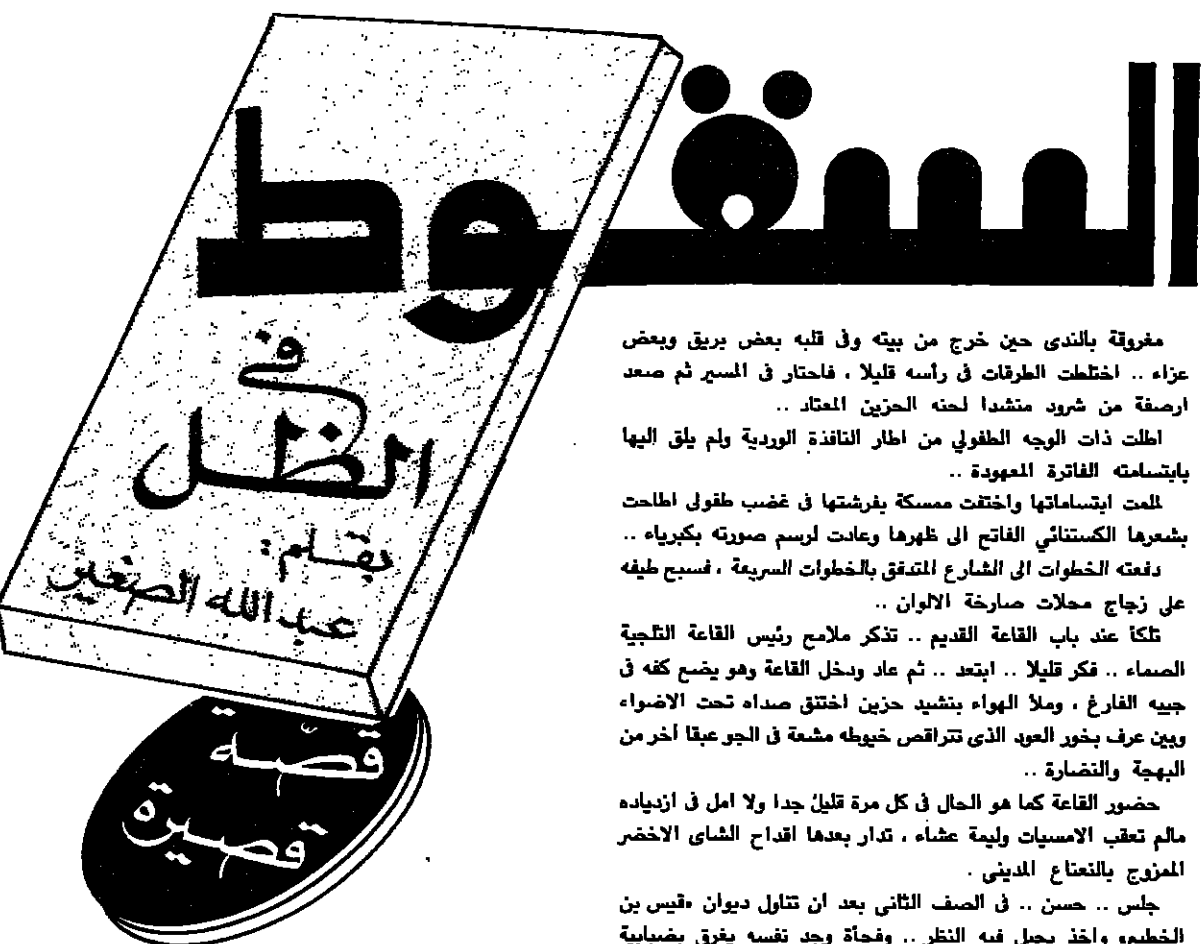 السقوط
فى
الظل
بقلم :
عبد الله الصغير
قصّة
قصيرة
مغروقة بالندى حين خرج من بيته وفى قلبه بعض بريق وبعض
عزاء .. اختلطت الطرقات فى رأسه قليلا ، فاحتار فى المسير ثم صعد
ارصفة من شرود منشدا لحنه الحزين المعتاد ..
اطلت ذات الوجه الطفولي من اطار النافذة الوردية ولم يلق اليها
بابتسامته الفاترة المعهودة ..
لملمت ابتساماتها واختفت ممسكة بفرشتها فى غضب طفولى اطاحت
بشعرها الكستنائي الفاتح الى ظهرها وعادت لرسم صورته بكبرياء ..
دفعته الخطوات الى الشارع المتدفق بالخطوات السريعة ، فسبح طيفه
على زجاج محلات صارخة الالوان ..
تلكأ عند باب القاعة القديم .. تذكر ملامح رئيس القاعة الثلجية
الصماء .. فكر قليلا .. ابتعد .. ثم عاد ودخل القاعة وهو يضع كفه فى
جيبه الفارغ ، وملأ الهواء بنشيد حزين اختنق صداه تحت الاضواء
وبين عرف بخور العود الذى تتراقص خيوطه مشعة فى الجو عبقا أخر من
البهجة والنضارة ..
حضور القاعة كما هو الحال فى كل مرة قليلُ جدا ولا امل فى ازدياده
مالم تعقب الامسيات وليمة عشاء ، تدار بعدها اقداح الشاى الاخضر
الممزوج بالنعناع المدينى .
جلس .. حسن .. فى الصف الثانى بعد ان تناول ديوان «قيس بن
الخطيم» واخذ يجيل فيه النظر .. وفجأة وجد نفسه يغرق بضبابية